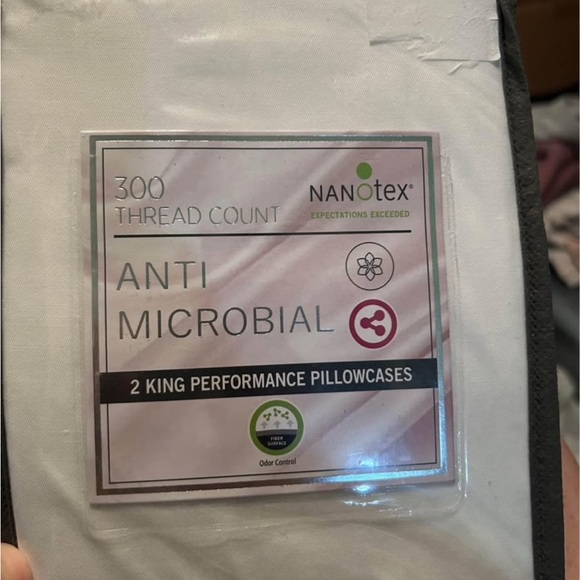 300
THREAD COUNT
NANOtex®
EXPECTATIONS EXCEEDED
ANTI
MICROBIAL
2 KING PERFORMANCE PILLOWCASES
FIBER
SURFACE
Odor Control